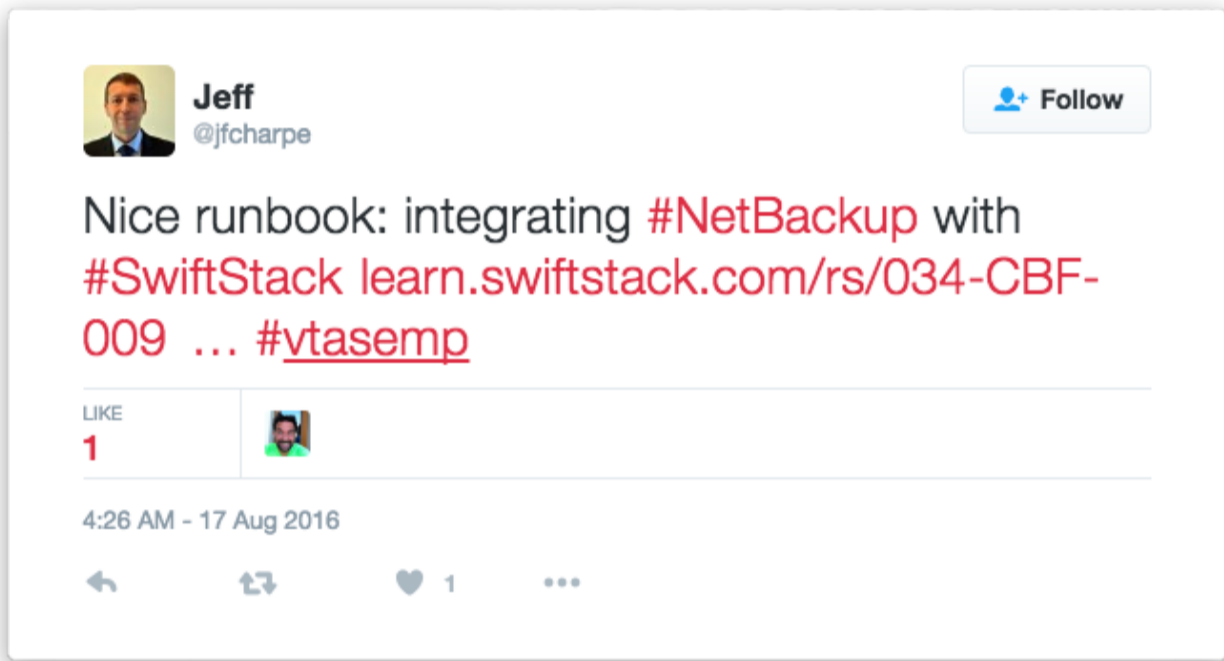 Jeff
@jfcharpe
Follow
Nice runbook: integrating #NetBackup with
#SwiftStack learn.swiftstack.com/rs/034-CBF-
009 … #vtasemp
LIKE
1
4:26 AM - 17 Aug 2016
1